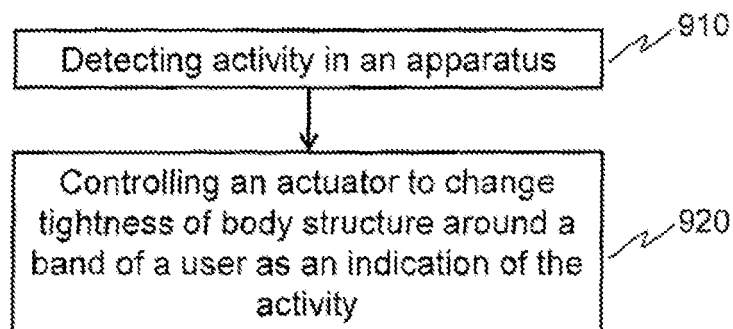 910
Detecting activity in an apparatus
Controlling an actuator to change
tightness of body structure around a
band of a user as an indication of the
activity
920